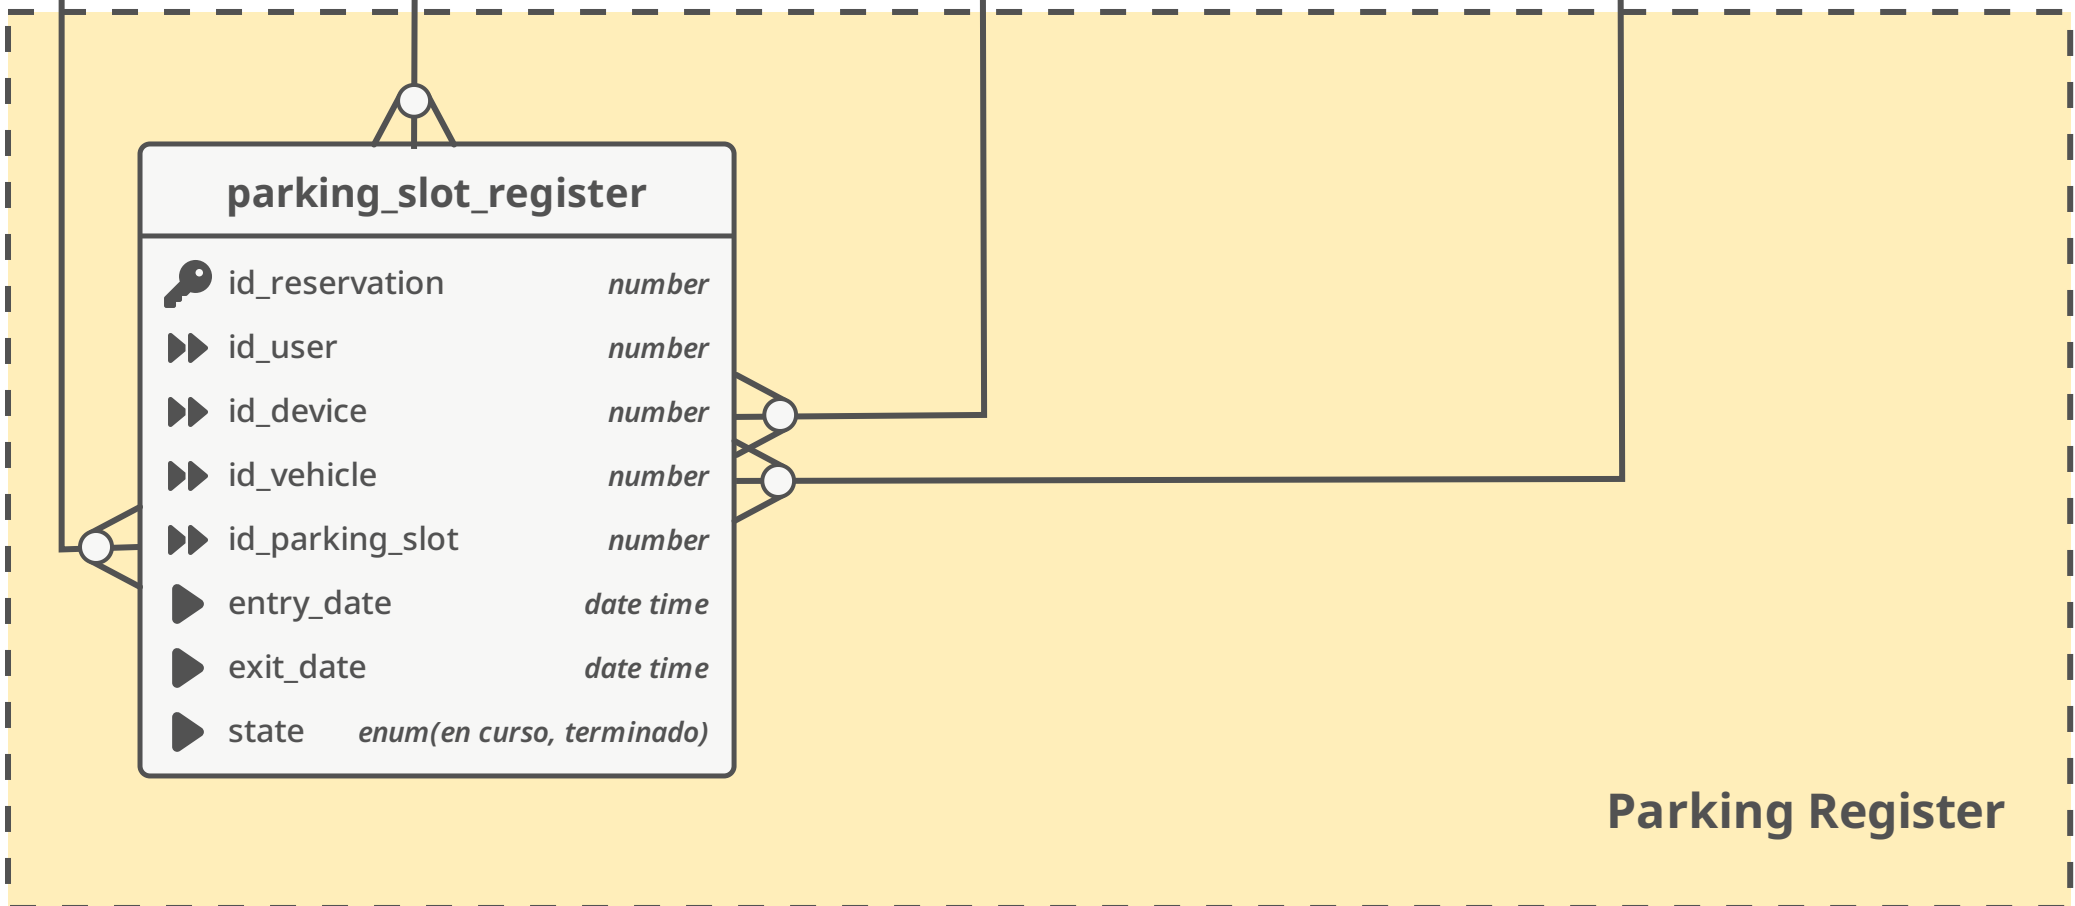 parking_slot_register
id_reservation number
id_user number
id_device number
id_vehicle number
id_parking_slot number
entry_date date time
exit_date date time
state enum(en curso, terminado)
Parking Register